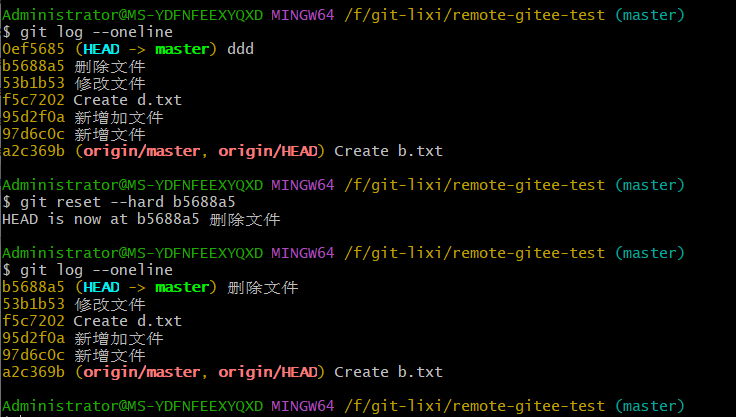 Administrator@MS-YDFNFEEXYQXD MINGW64 /f/git-lixi/remote-gitee-test (master)
$ git log --oneline
0ef5685 (HEAD -> master) ddd
b5688a5 删除文件
53b1b53 修改文件
f5c7202 Create d.txt
95d2f0a 新增加文件
97d6c0c 新增文件
a2c369b (origin/master, origin/HEAD) Create b.txt
Administrator@MS-YDFNFEEXYQXD MINGW64 /f/git-lixi/remote-gitee-test (master)
$ git reset --hard b5688a5
HEAD is now at b5688a5 删除文件
Administrator@MS-YDFNFEEXYQXD MINGW64 /f/git-lixi/remote-gitee-test (master)
$ git log --oneline
b5688a5 (HEAD -> master) 删除文件
53b1b53 修改文件
f5c7202 Create d.txt
95d2f0a 新增加文件
97d6c0c 新增文件
a2c369b (origin/master, origin/HEAD) Create b.txt
Administrator@MS-YDFNFEEXYQXD MINGW64 /f/git-lixi/remote-gitee-test (master)